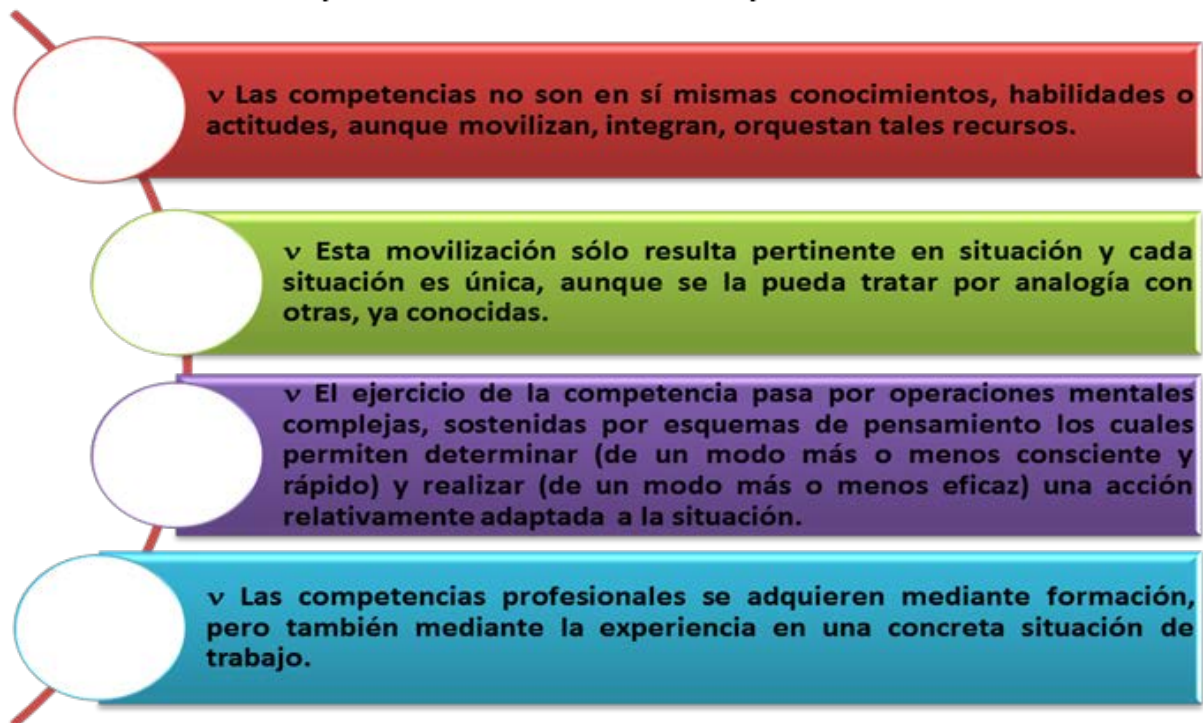 v Las competencias no son en sí mismas conocimientos, habilidades o
actitudes, aunque movilizan, integran, orquestan tales recursos.
v Esta movilización sólo resulta pertinente en situación y cada
situación es única, aunque se la pueda tratar por analogía con
otras, ya conocidas.
v El ejercicio de la competencia pasa por operaciones mentales
complejas, sostenidas por esquemas de pensamiento los cuales
permiten determinar (de un modo más o menos consciente y
rápido) y realizar (de un modo más o menos eficaz) una acción
relativamente adaptada a la situación.
v Las competencias profesionales se adquieren mediante formación,
pero también mediante la experiencia en una concreta situación de
trabajo.